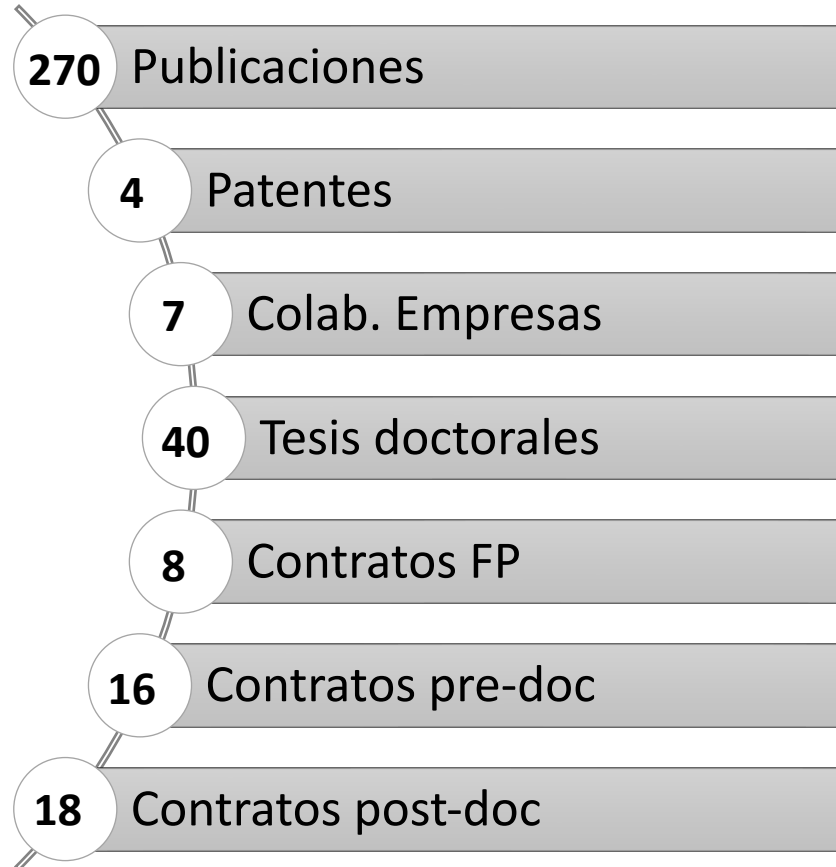 270 Publicaciones
4 Patentes
7 Colab. Empresas
40 Tesis doctorales
8 Contratos FP
16 Contratos pre-doc
18 Contratos post-doc